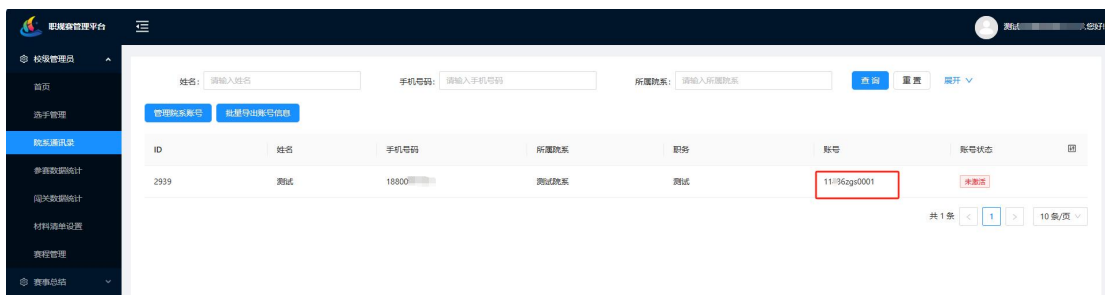 职规赛管理平台
测试 您好
校级管理员
首页
选手管理
院系通讯录
参赛数据统计
闯关数据统计
材料清单设置
赛程管理
赛事总结
姓名: 请输入姓名 手机号码: 请输入手机号码 所属院系: 请输入所属院系 查询 重置 展开
管理院系账号 批量导出账号信息
ID 姓名 手机号码 所属院系 职务 账号 账号状态
2939 测试 18800 测试院系 测试 36zgs0001 未激活
共 1 条 < 1 > 10 条/页